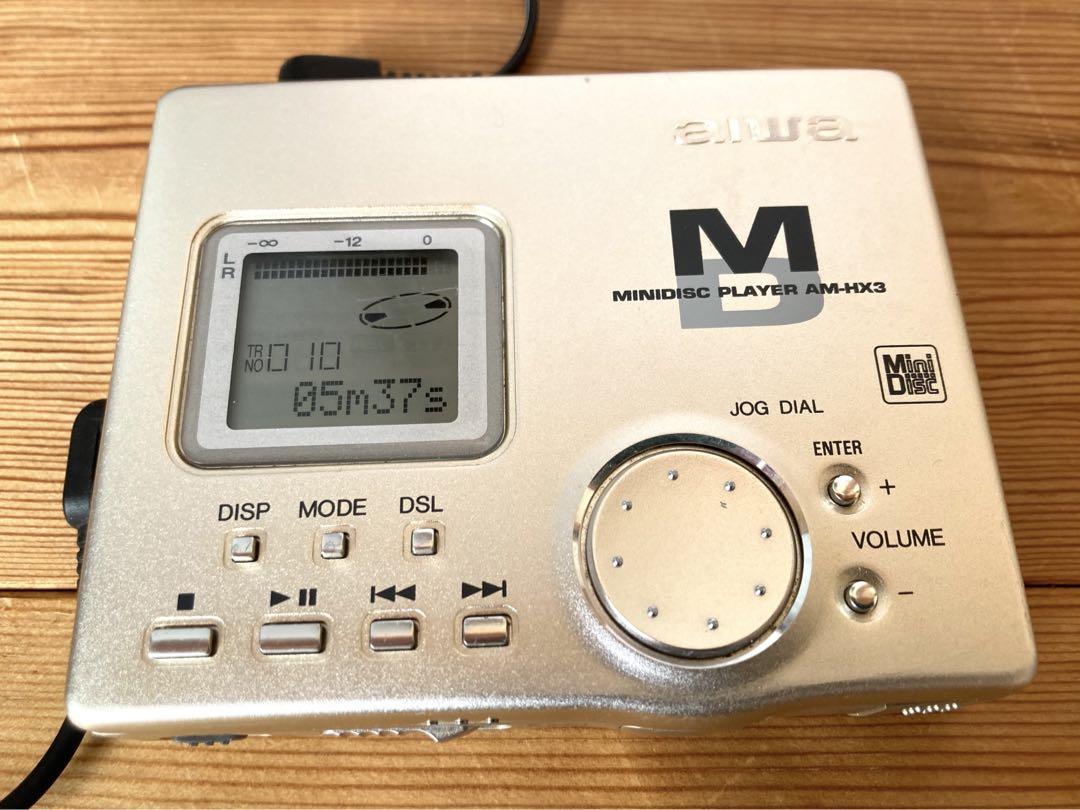 aiwa
MD
MINIDISC PLAYER AM-HX3
Mini Disc
-∞ -12 0
L
R
TR NO 010
05m37s
JOG DIAL
ENTER
+
VOLUME
-
DISP MODE DSL